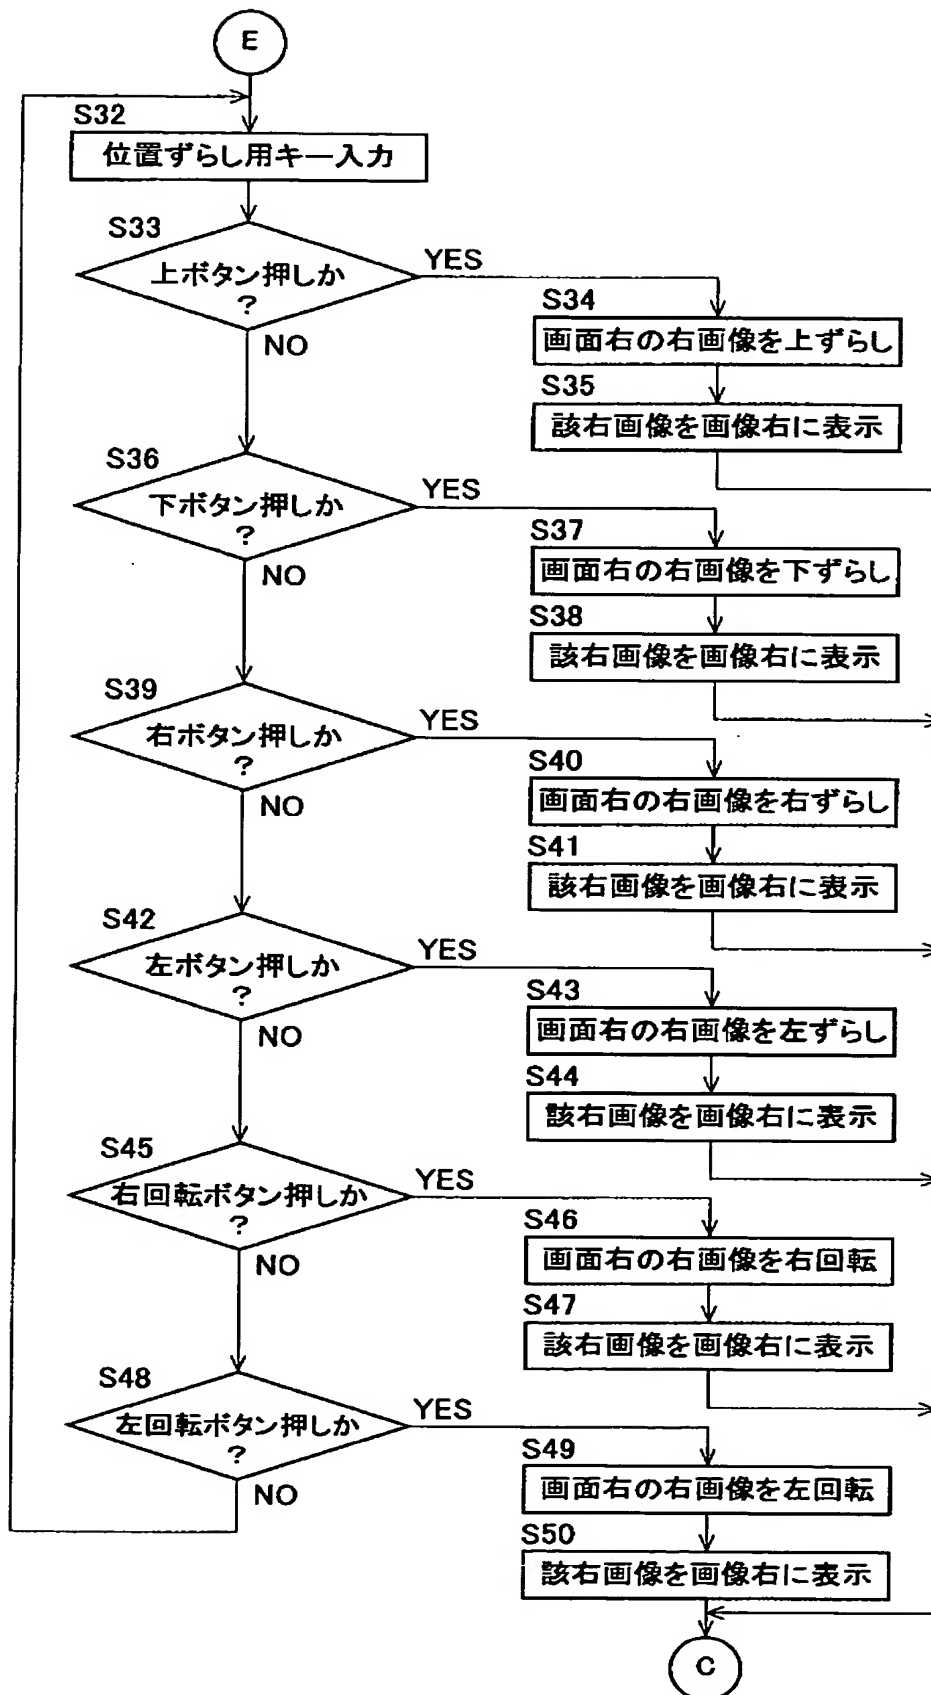 E
S32
位置ずらし用キー入力
S33
上ボタン押しか
?
YES
NO
S34
画面右の右画像を上ずらし
S35
該右画像を画像右に表示
S36
下ボタン押しか
?
YES
NO
S37
画面右の右画像を下ずらし
S38
該右画像を画像右に表示
S39
右ボタン押しか
?
YES
NO
S40
画面右の右画像を右ずらし
S41
該右画像を画像右に表示
S42
左ボタン押しか
?
YES
NO
S43
画面右の右画像を左ずらし
S44
該右画像を画像右に表示
S45
右回転ボタン押しか
?
YES
NO
S46
画面右の右画像を右回転
S47
該右画像を画像右に表示
S48
左回転ボタン押しか
?
YES
NO
S49
画面右の右画像を左回転
S50
該右画像を画像右に表示
C